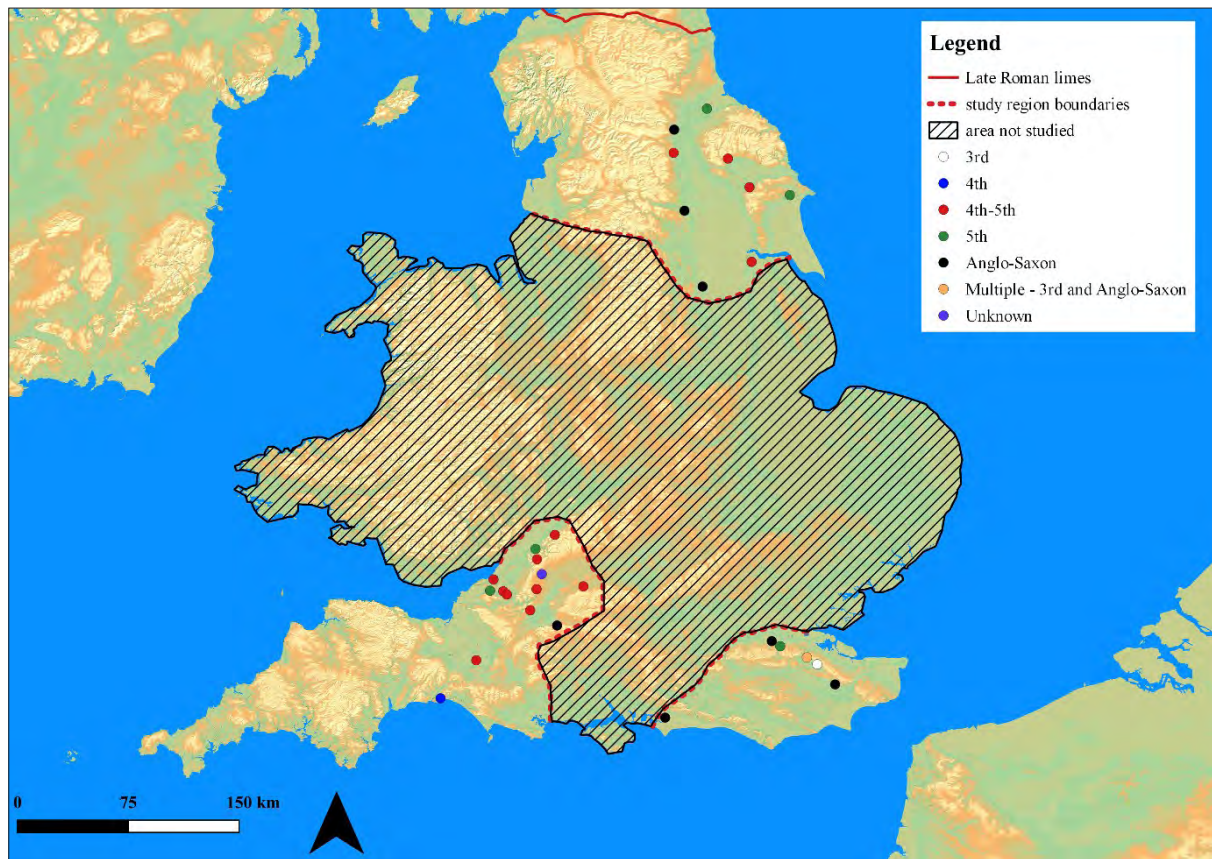 Legend
Late Roman limes
study region boundaries
area not studied
3rd
4th
4th-5th
5th
Anglo-Saxon
Multiple - 3rd and Anglo-Saxon
Unknown
0 75 150 km